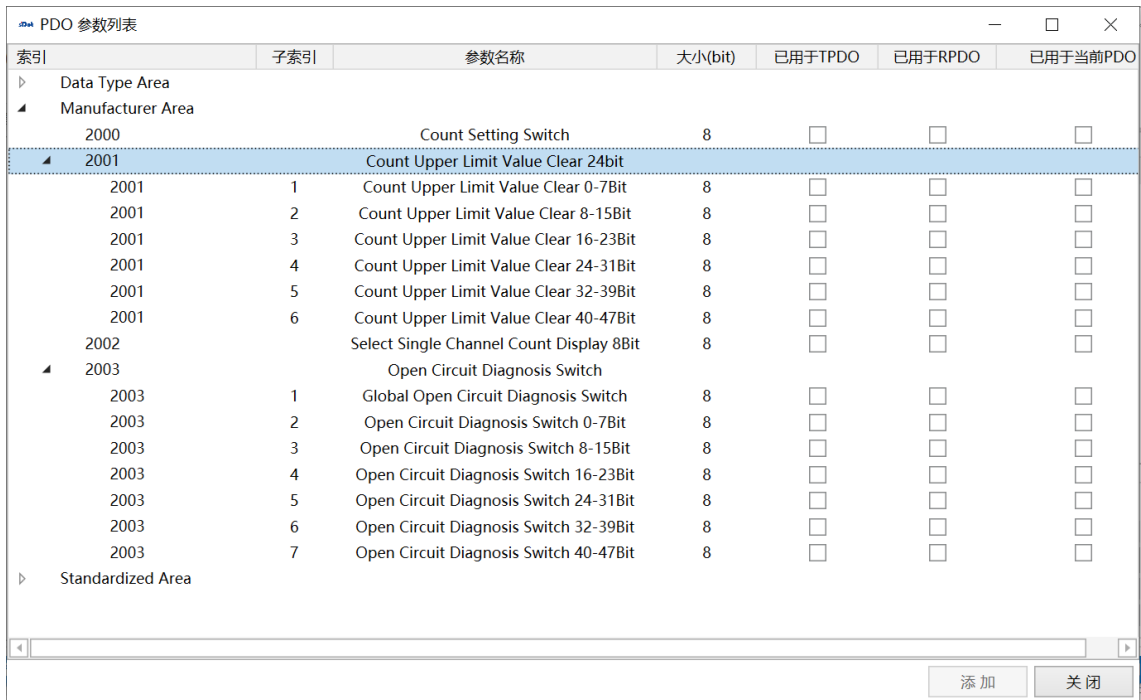 PDO 参数列表
索引 子索引 参数名称 大小(bit) 已用于TPDO 已用于RPDO 已用于当前PDO
Data Type Area
Manufacturer Area
2000 Count Setting Switch 8
2001 Count Upper Limit Value Clear 24bit
2001 1 Count Upper Limit Value Clear 0-7Bit 8
2001 2 Count Upper Limit Value Clear 8-15Bit 8
2001 3 Count Upper Limit Value Clear 16-23Bit 8
2001 4 Count Upper Limit Value Clear 24-31Bit 8
2001 5 Count Upper Limit Value Clear 32-39Bit 8
2001 6 Count Upper Limit Value Clear 40-47Bit 8
2002 Select Single Channel Count Display 8Bit 8
2003 Open Circuit Diagnosis Switch
2003 1 Global Open Circuit Diagnosis Switch 8
2003 2 Open Circuit Diagnosis Switch 0-7Bit 8
2003 3 Open Circuit Diagnosis Switch 8-15Bit 8
2003 4 Open Circuit Diagnosis Switch 16-23Bit 8
2003 5 Open Circuit Diagnosis Switch 24-31Bit 8
2003 6 Open Circuit Diagnosis Switch 32-39Bit 8
2003 7 Open Circuit Diagnosis Switch 40-47Bit 8
Standardized Area
添加 关闭